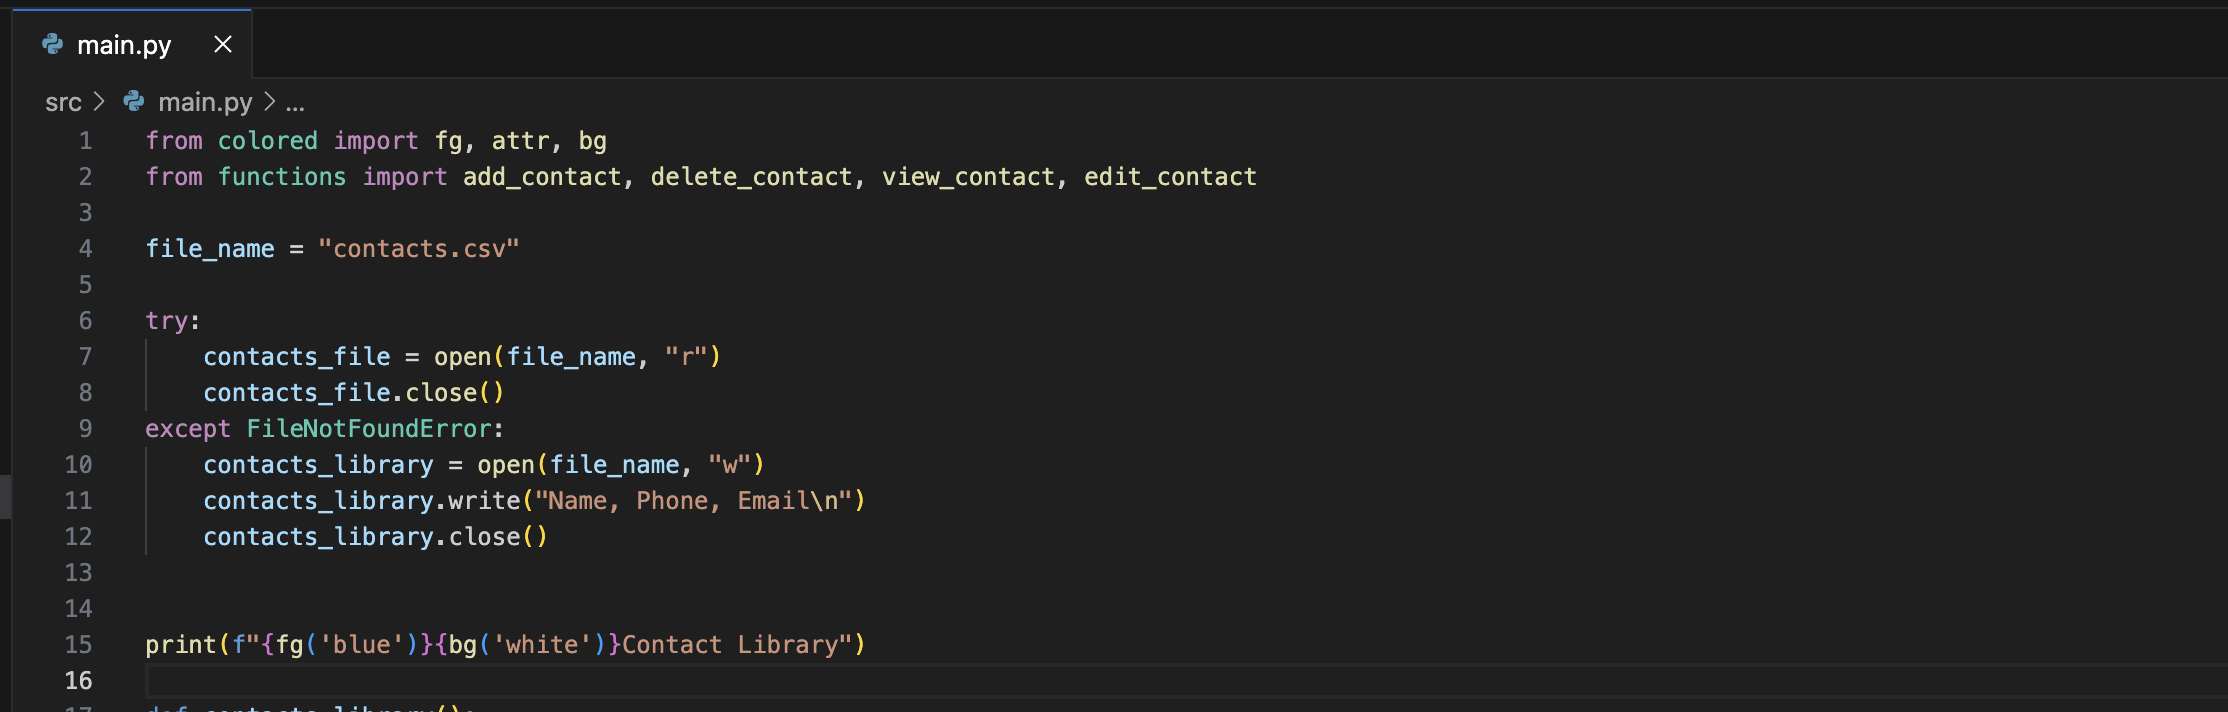 main.py
src > main.py > ...
1 from colored import fg, attr, bg
2 from functions import add_contact, delete_contact, view_contact, edit_contact
3
4 file_name = "contacts.csv"
5
6 try:
7     contacts_file = open(file_name, "r")
8     contacts_file.close()
9 except FileNotFoundError:
10     contacts_library = open(file_name, "w")
11     contacts_library.write("Name, Phone, Email\n")
12     contacts_library.close()
13
14
15 print(f"{fg('blue')}{bg('white')}Contact Library")
16
17 def contacts_library():